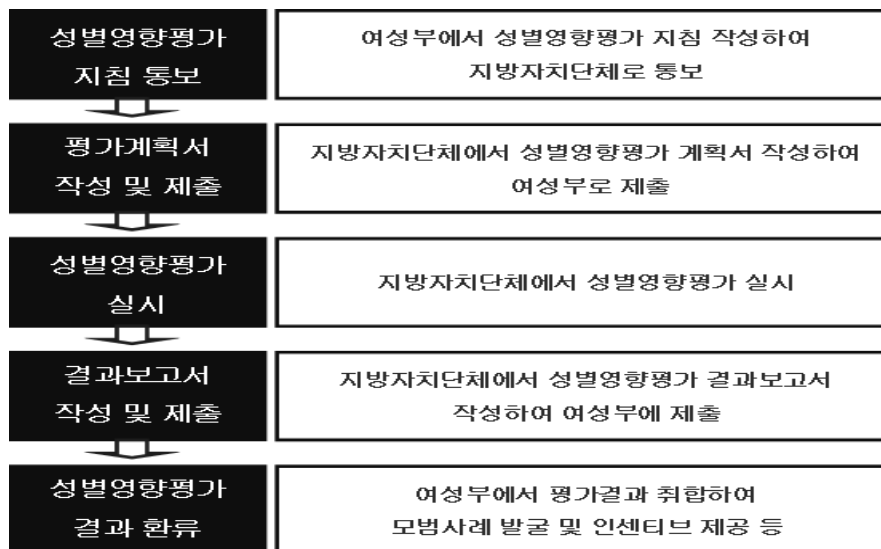 성별영향평가
지침 통보
여성부에서 성별영향평가 지침 작성하여
지방자치단체로 통보
평가계획서
작성 및 제출
지방자치단체에서 성별영향평가 계획서 작성하여
여성부로 제출
성별영향평가
실시
지방자치단체에서 성별영향평가 실시
결과보고서
작성 및 제출
지방자치단체에서 성별영향평가 결과보고서
작성하여 여성부에 제출
성별영향평가
결과 환류
여성부에서 평가결과 취합하여
모범사례 발굴 및 인센티브 제공 등